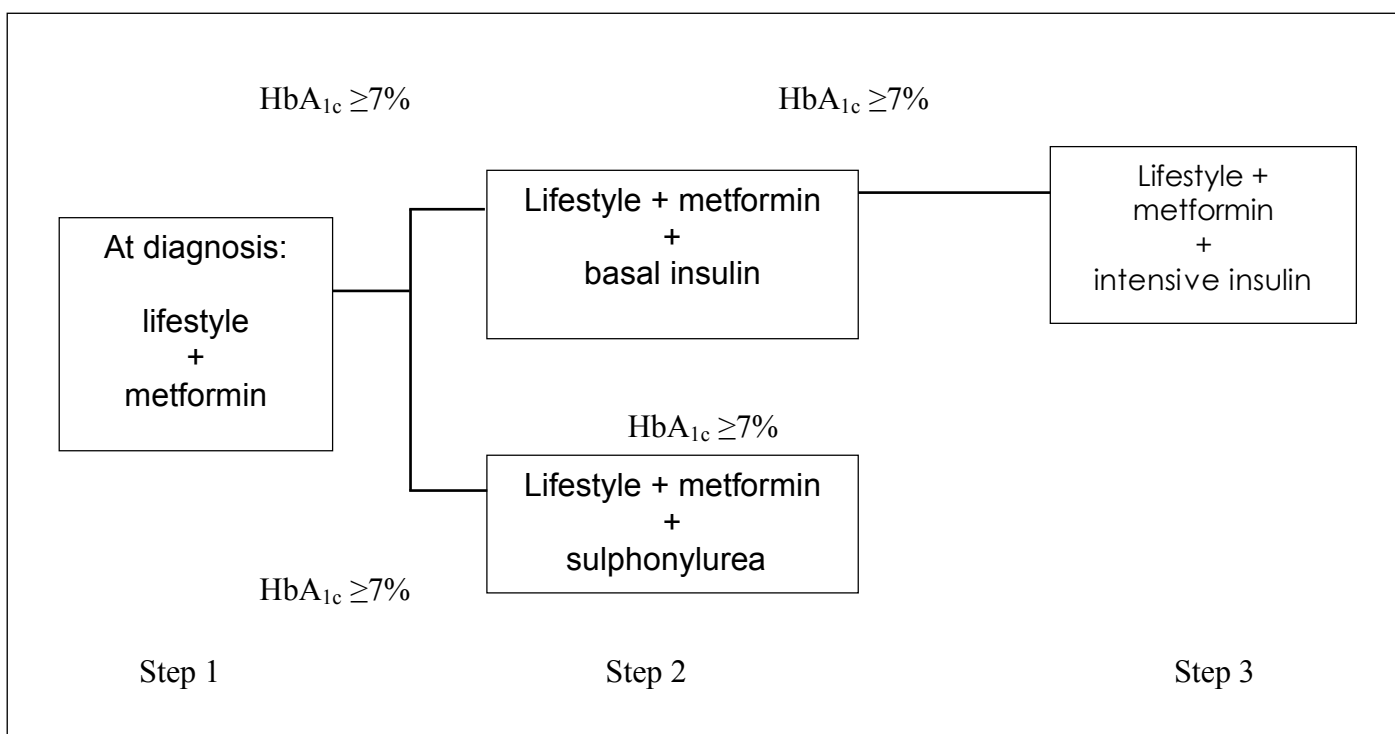 HbA1c ≥7%
HbA1c ≥7%
At diagnosis:
lifestyle
+
metformin
Lifestyle + metformin
+
basal insulin
Lifestyle +
metformin
+
intensive insulin
HbA1c ≥7%
Lifestyle + metformin
+
sulphonylurea
HbA1c ≥7%
Step 1
Step 2
Step 3